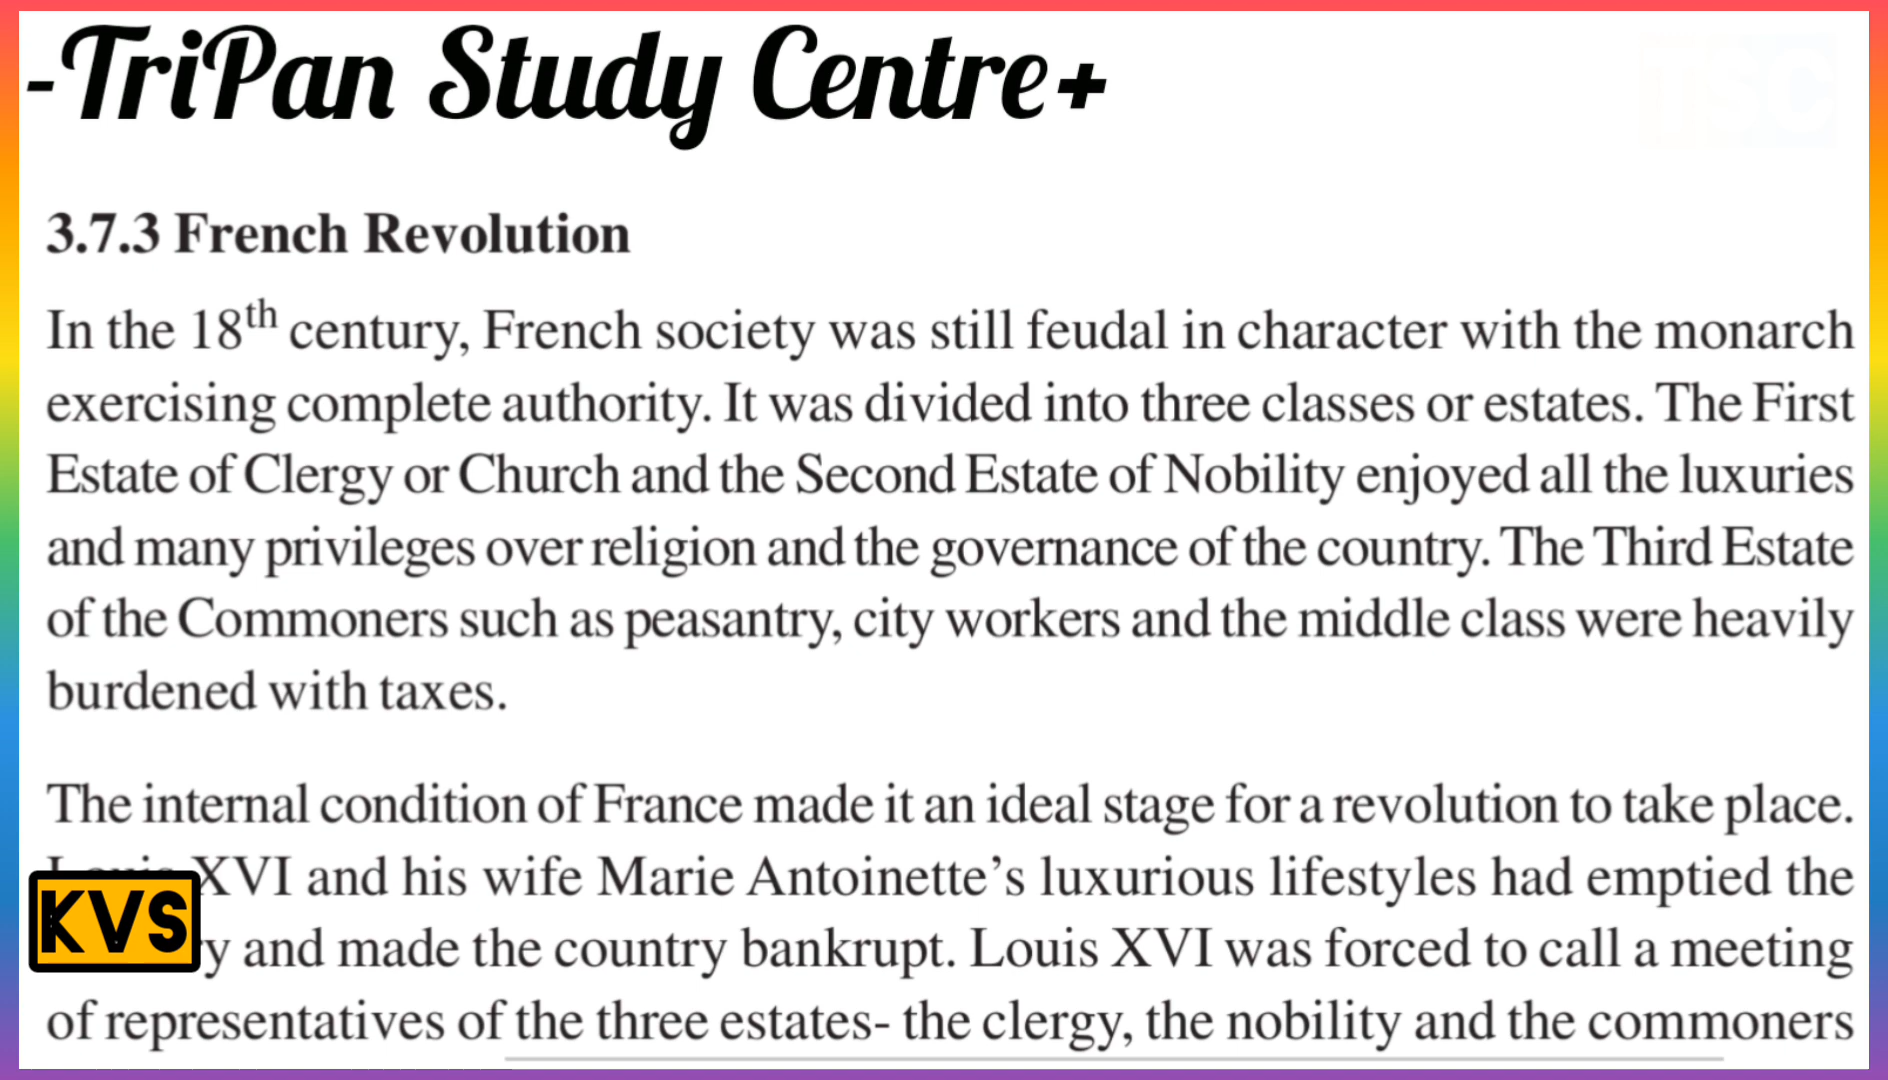 -TriPan Study Centre+
3.7.3 French Revolution
In the 18th century, French society was still feudal in character with the monarch
exercising complete authority. It was divided into three classes or estates. The First
Estate of Clergy or Church and the Second Estate of Nobility enjoyed all the luxuries
and many privileges over religion and the governance of the country. The Third Estate
of the Commoners such as peasantry, city workers and the middle class were heavily
burdened with taxes.
The internal condition of France made it an ideal stage for a revolution to take place.
Louis XVI and his wife Marie Antoinette's luxurious lifestyles had emptied the
KVS
y and made the country bankrupt. Louis XVI was forced to call a meeting
of representatives of the three estates- the clergy, the nobility and the commoners